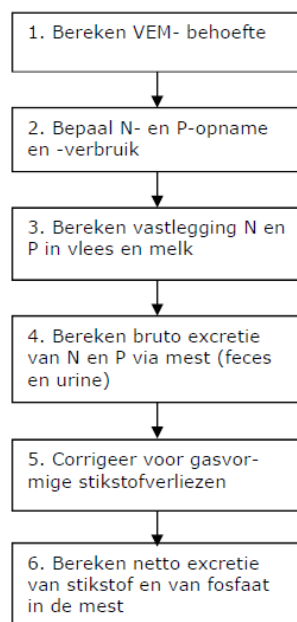 1. Bereken VEM- behoefte
2. Bepaal N- en P-opname
en -verbruik
3. Bereken vastlegging N en
P in vlees en melk
4. Bereken bruto excretie
van N en P via mest (feces
en urine)
5. Corrigeer voor gasvor-
mige stikstofverliezen
6. Bereken netto excretie
van stikstof en van fosfaat
in de mest